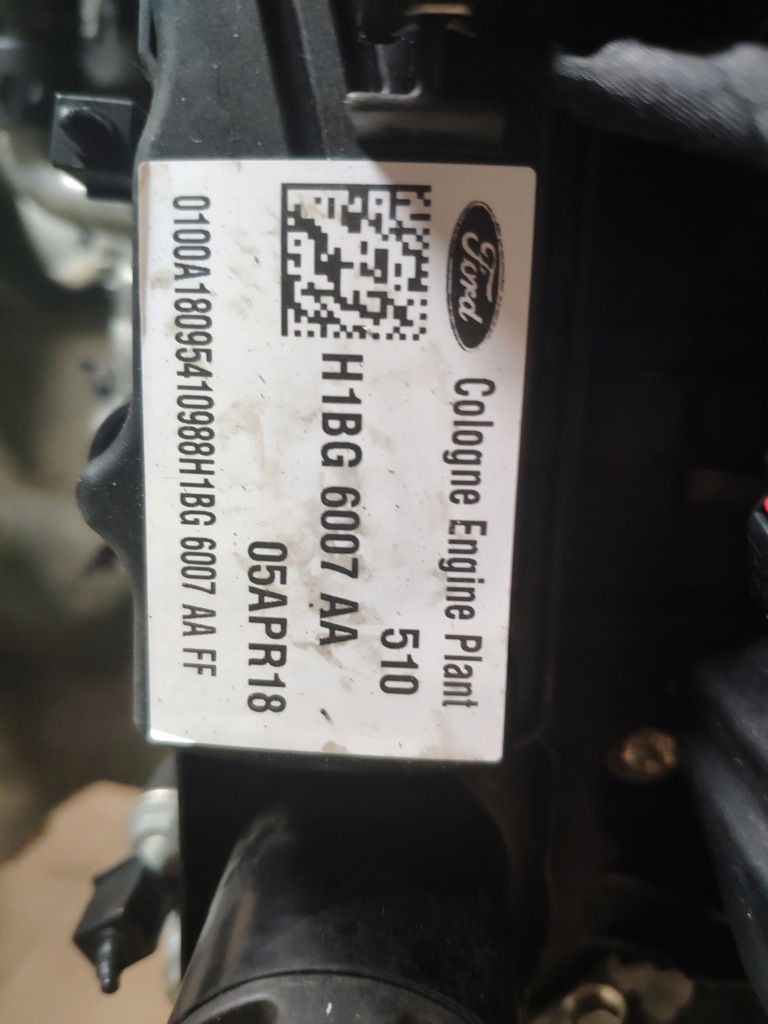 Ford Cologne Engine Plant
510
H1BG 6007 AA
05APR18
0100A18095410988H1BG 6007 AA FF